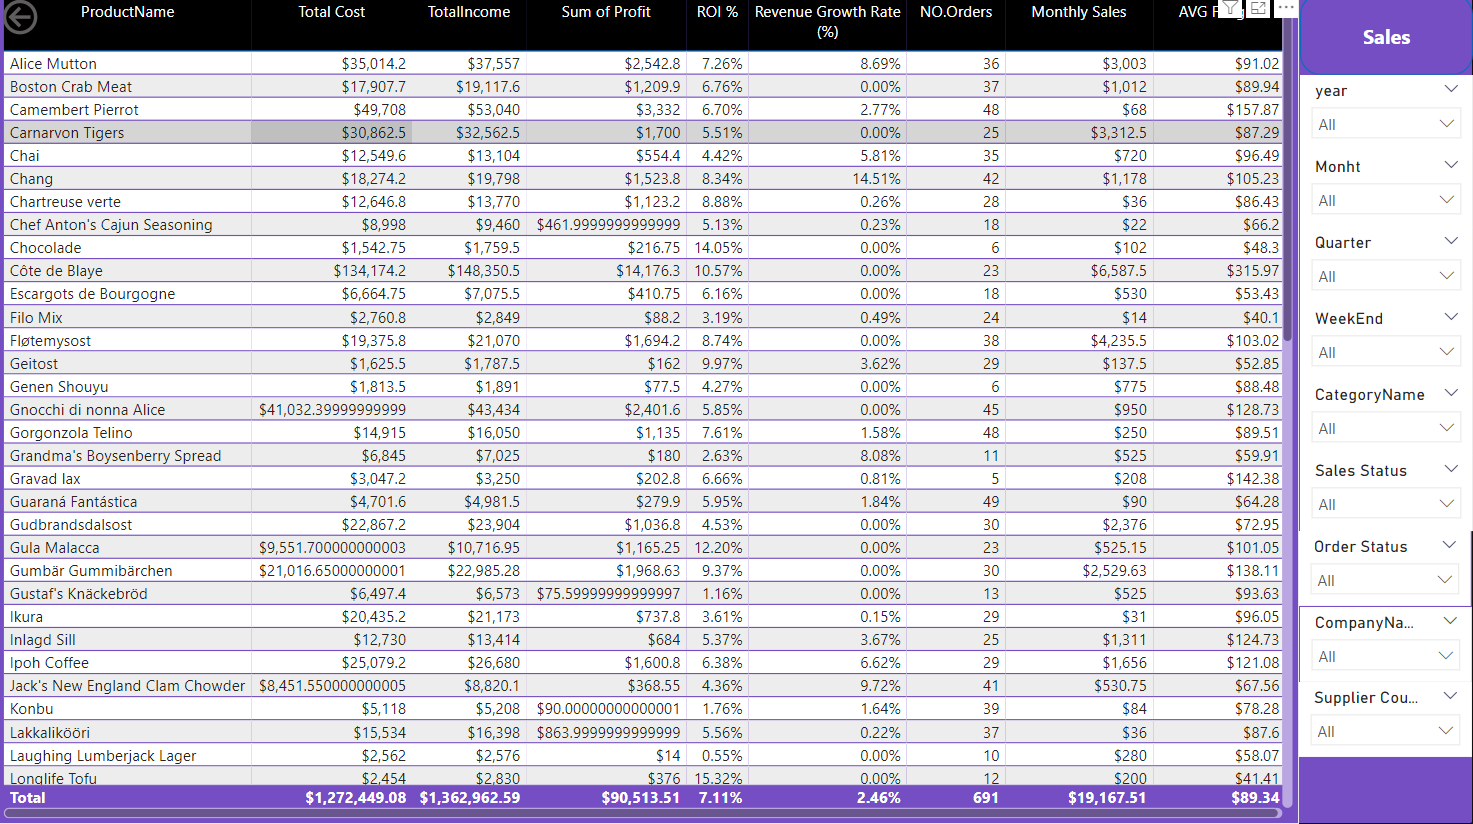 ProductName Total Cost TotalIncome Sum of Profit ROI % Revenue Growth Rate (%) NO.Orders Monthly Sales AVG
Alice Mutton $35,014.2 $37,557 $2,542.8 7.26% 8.69% 36 $3,003 $91.02
Boston Crab Meat $17,907.7 $19,117.6 $1,209.9 6.76% 0.00% 37 $1,012 $89.94
Camembert Pierrot $49,708 $53,040 $3,332 6.70% 2.77% 48 $68 $157.87
Carnarvon Tigers $30,862.5 $32,562.5 $1,700 5.51% 0.00% 25 $3,312.5 $87.29
Chai $12,549.6 $13,104 $554.4 4.42% 5.81% 35 $720 $96.49
Chang $18,274.2 $19,798 $1,523.8 8.34% 14.51% 42 $1,178 $105.23
Chartreuse verte $12,646.8 $13,770 $1,123.2 8.88% 0.26% 28 $36 $86.43
Chef Anton's Cajun Seasoning $8,998 $9,460 $461.9999999999999 5.13% 0.23% 18 $22 $66.2
Chocolade $1,542.75 $1,759.5 $216.75 14.05% 0.00% 6 $102 $48.3
Côte de Blaye $134,174.2 $148,350.5 $14,176.3 10.57% 0.00% 23 $6,587.5 $315.97
Escargots de Bourgogne $6,664.75 $7,075.5 $410.75 6.16% 0.00% 18 $530 $53.43
Filo Mix $2,760.8 $2,849 $88.2 3.19% 0.49% 24 $14 $40.1
Fløtemysost $19,375.8 $21,070 $1,694.2 8.74% 0.00% 38 $4,235.5 $103.02
Geitost $1,625.5 $1,787.5 $162 9.97% 3.62% 29 $137.5 $52.85
Genen Shouyu $1,813.5 $1,891 $77.5 4.27% 0.00% 6 $775 $88.48
Gnocchi di nonna Alice $41,032.39999999999 $43,434 $2,401.6 5.85% 0.00% 45 $950 $128.73
Gorgonzola Telino $14,915 $16,050 $1,135 7.61% 1.58% 48 $250 $89.51
Grandma's Boysenberry Spread $6,845 $7,025 $180 2.63% 8.08% 11 $525 $59.91
Gravad lax $3,047.2 $3,250 $202.8 6.66% 0.81% 5 $208 $142.38
Guaraná Fantástica $4,701.6 $4,981.5 $279.9 5.95% 1.84% 49 $90 $64.28
Gudbrandsdalsost $22,867.2 $23,904 $1,036.8 4.53% 0.00% 30 $2,376 $72.95
Gula Malacca $9,551.700000000003 $10,716.95 $1,165.25 12.20% 0.00% 23 $525.15 $101.05
Gumbär Gummibärchen $21,016.65000000001 $22,985.28 $1,968.63 9.37% 0.00% 30 $2,529.63 $138.11
Gustaf's Knäckebröd $6,497.4 $6,573 $75.59999999999997 1.16% 0.00% 13 $525 $93.63
Ikura $20,435.2 $21,173 $737.8 3.61% 0.15% 29 $31 $96.05
Inlagd Sill $12,730 $13,414 $684 5.37% 3.67% 25 $1,311 $124.73
Ipoh Coffee $25,079.2 $26,680 $1,600.8 6.38% 6.62% 29 $1,656 $121.08
Jack's New England Clam Chowder $8,451.550000000005 $8,820.1 $368.55 4.36% 9.72% 41 $530.75 $67.56
Konbu $5,118 $5,208 $90.00000000000001 1.76% 1.64% 39 $84 $78.28
Lakkalikööri $15,534 $16,398 $863.9999999999999 5.56% 0.22% 37 $36 $87.6
Laughing Lumberjack Lager $2,562 $2,576 $14 0.55% 0.00% 10 $280 $58.07
Longlife Tofu $2,454 $2,830 $376 15.32% 0.00% 12 $200 $41.41
Total $1,272,449.08 $1,362,962.59 $90,513.51 7.11% 2.46% 691 $19,167.51 $89.34
Sales
year
All
Monht
All
Quarter
All
WeekEnd
All
CategoryName
All
Sales Status
All
Order Status
All
CompanyNa...
All
Supplier Cou...
All